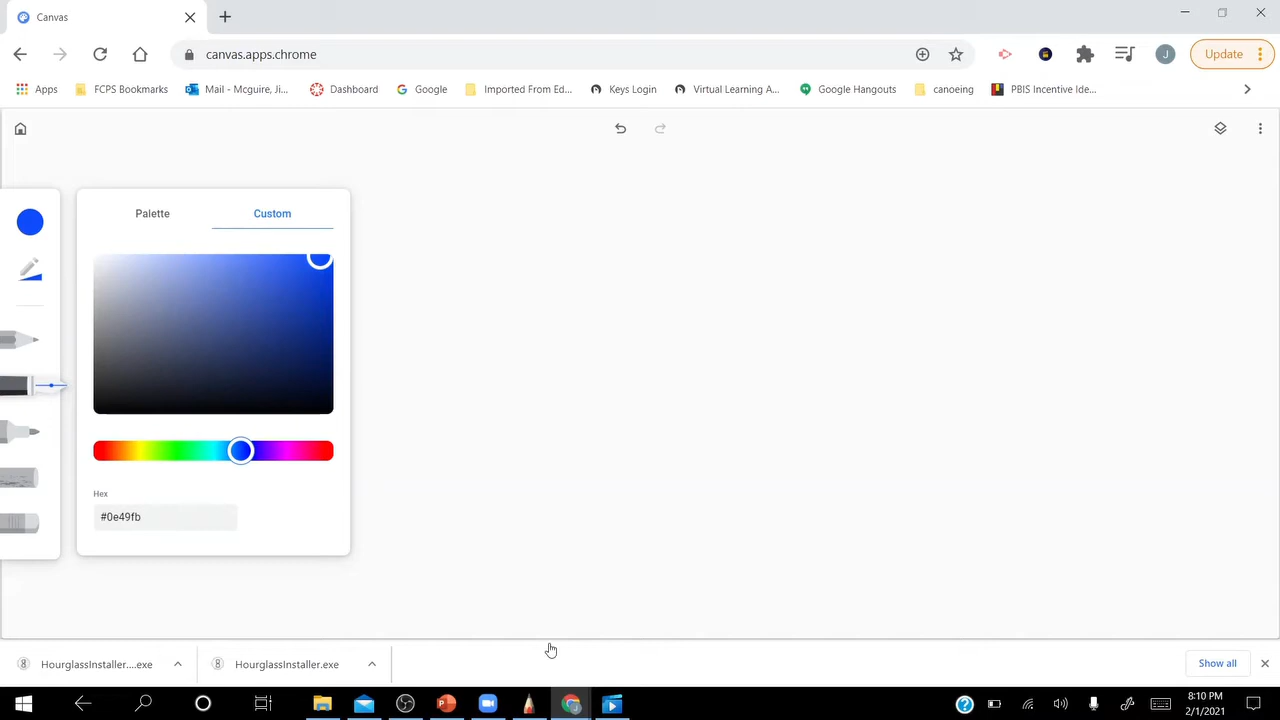 Canvas
canvas.apps.chrome
Update
Apps
FCPS Bookmarks
Mail - Mcguire, Ji...
Dashboard
Google
Imported From Ed...
Keys Login
Virtual Learning A...
Google Hangouts
canoeing
PBIS Incentive Ide...
Palette
Custom
Hex
#0e49fb
HourglassInstaller....exe
HourglassInstaller.exe
Show all
8:10 PM
2/1/2021